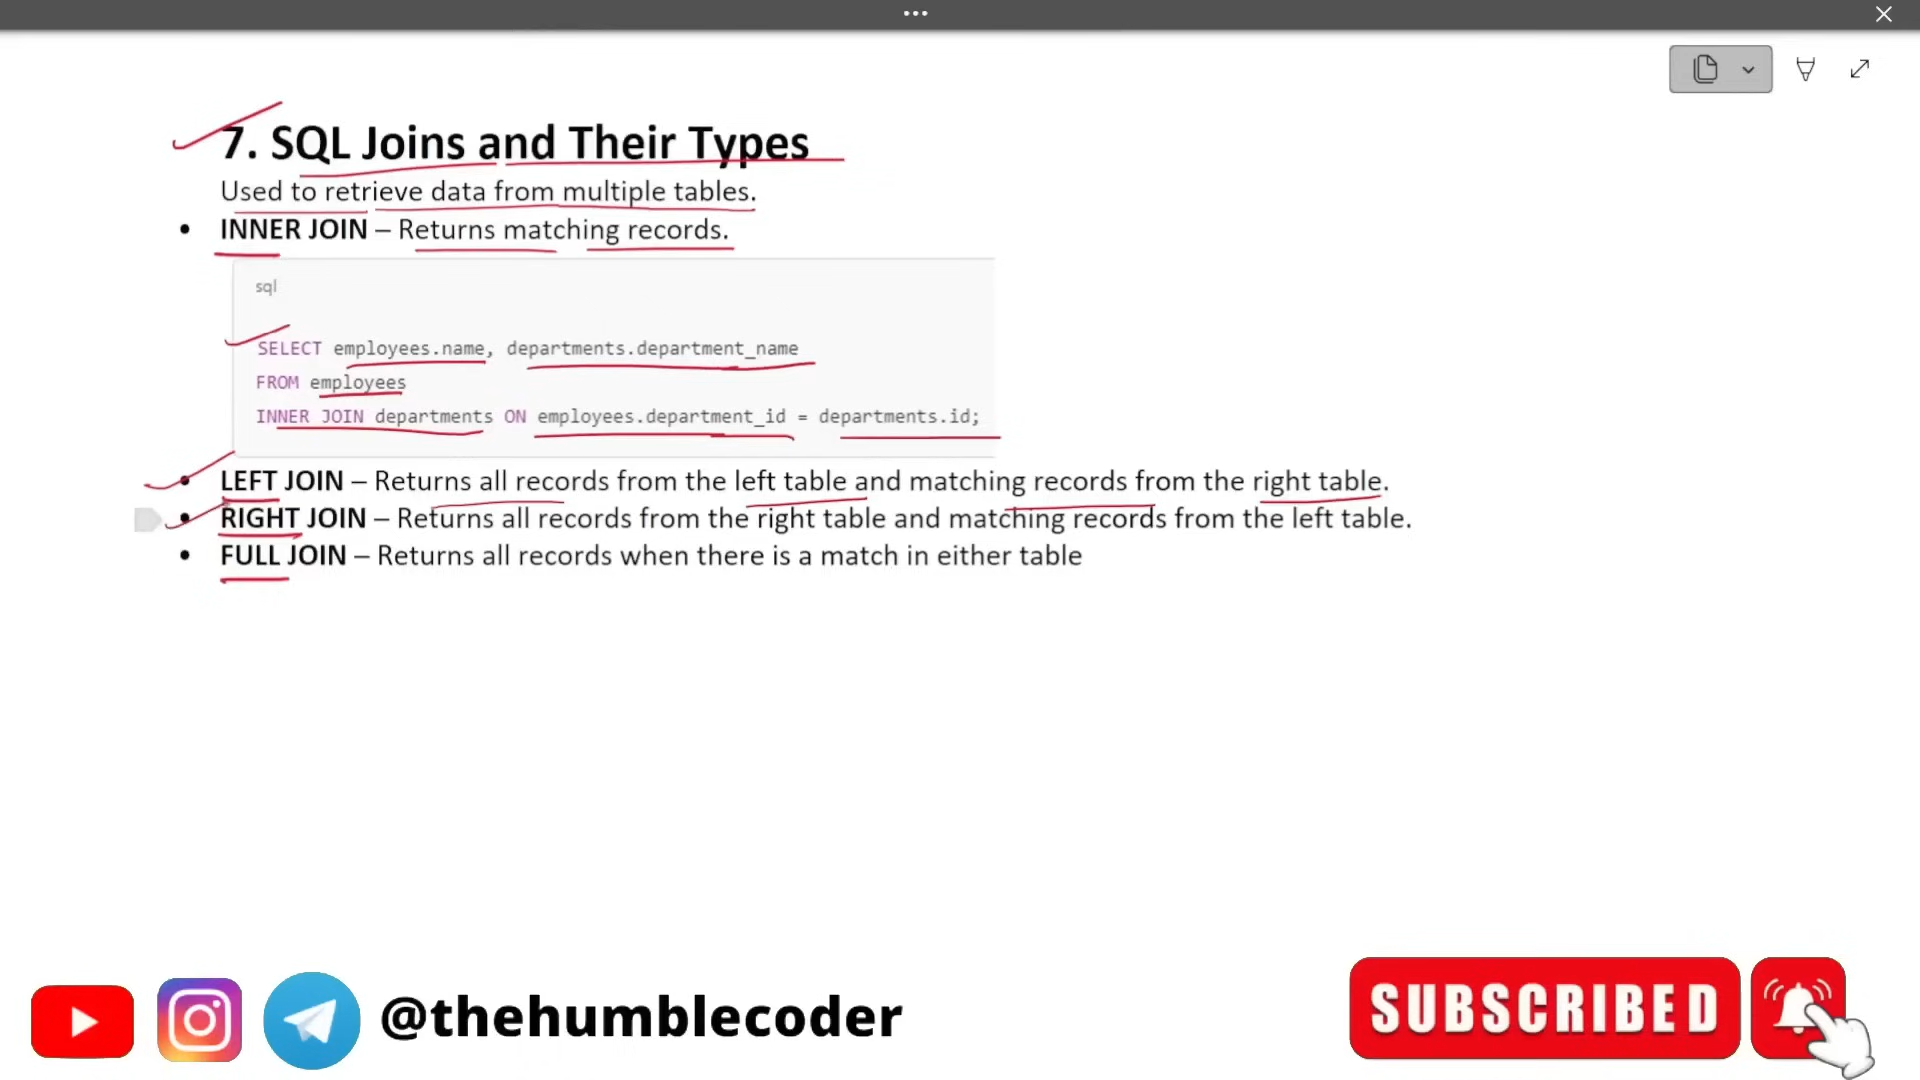 7. SQL Joins and Their Types
Used to retrieve data from multiple tables.
• INNER JOIN – Returns matching records.
sql
SELECT employees.name, departments.department_name
FROM employees
INNER JOIN departments ON employees.department_id = departments.id;
• LEFT JOIN – Returns all records from the left table and matching records from the right table.
• RIGHT JOIN – Returns all records from the right table and matching records from the left table.
• FULL JOIN – Returns all records when there is a match in either table
@thehumblecoder
SUBSCRIBED